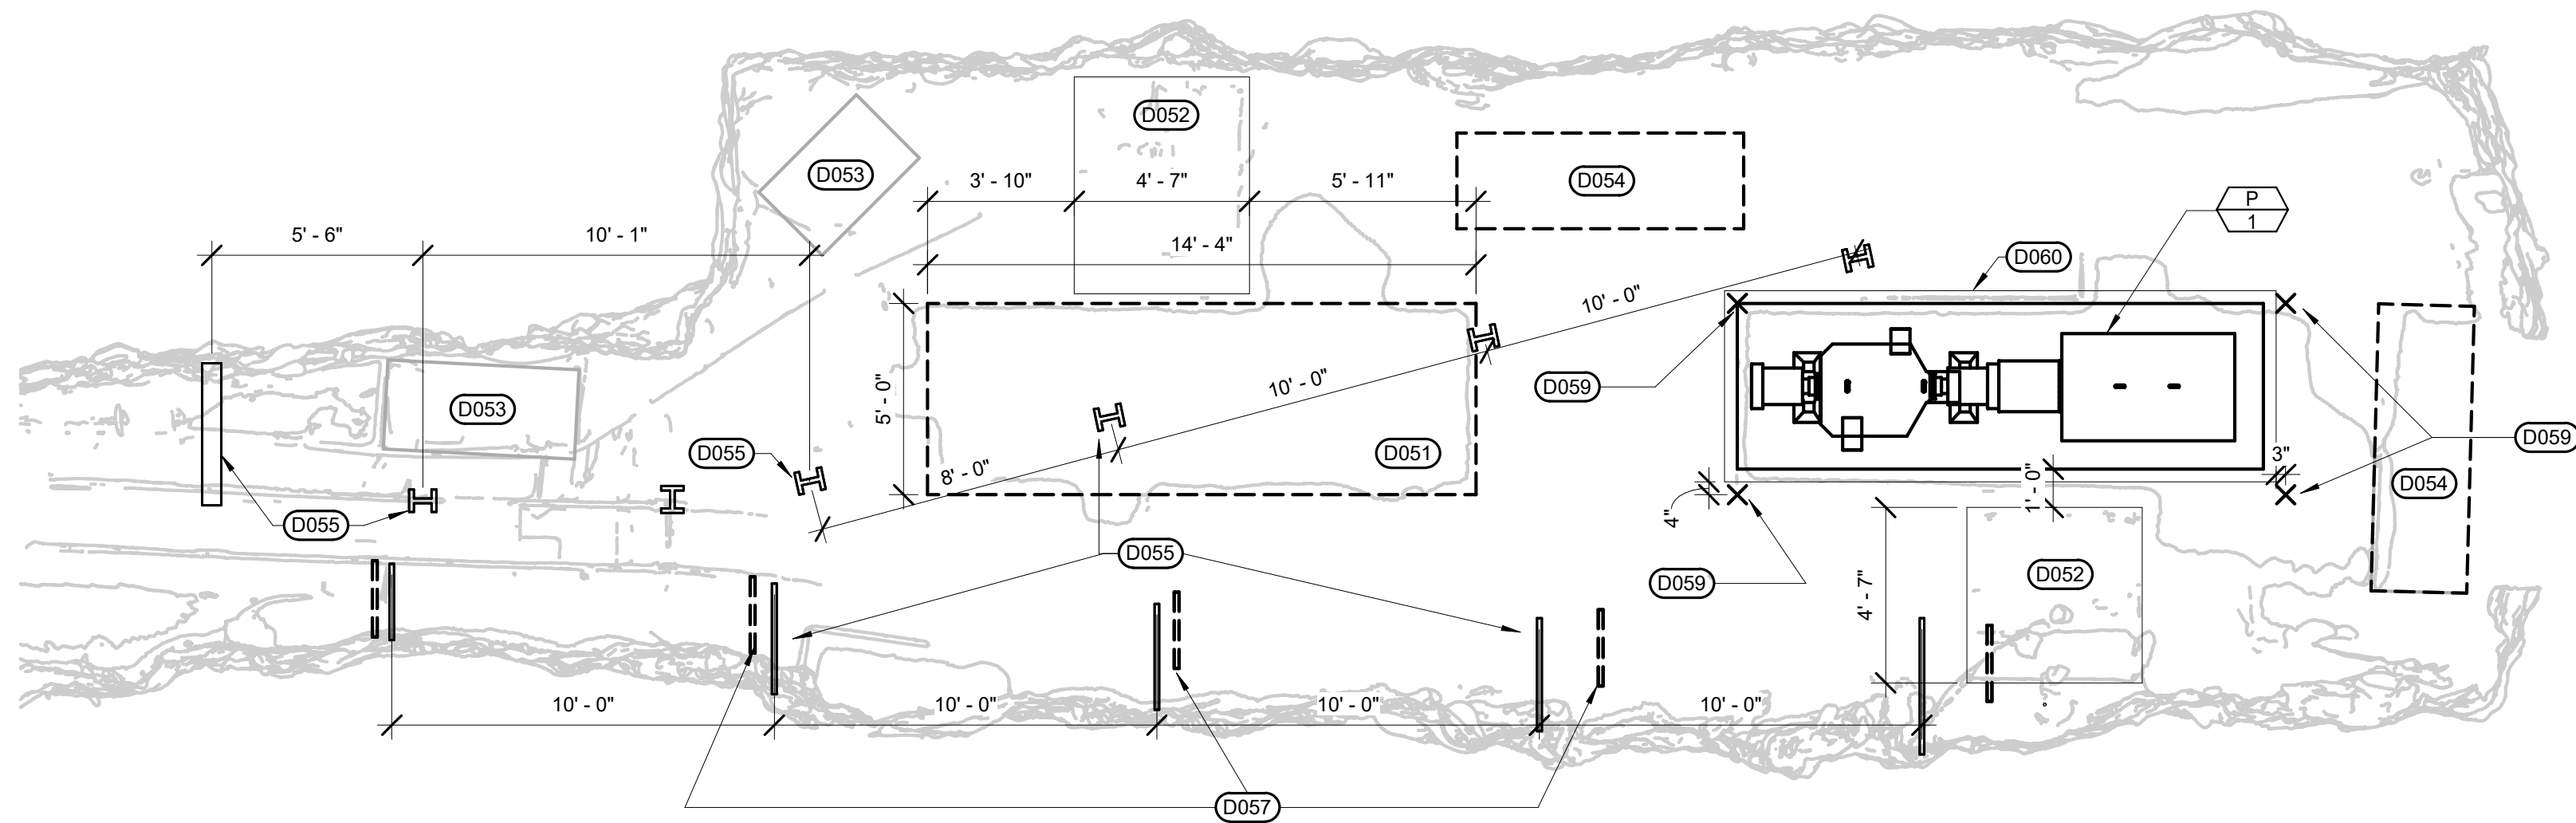 D052
D053
3' - 10"
4' - 7"
5' - 11"
D054
P
1
5' - 6"
10' - 1"
14' - 4"
D060
10' - 0"
D059
10' - 0"
5' - 0"
D053
D055
D051
8' - 0"
D059
3"
1' - 0"
D054
4"
D055
D055
D059
D052
4' - 7"
10' - 0"
10' - 0"
10' - 0"
10' - 0"
D057